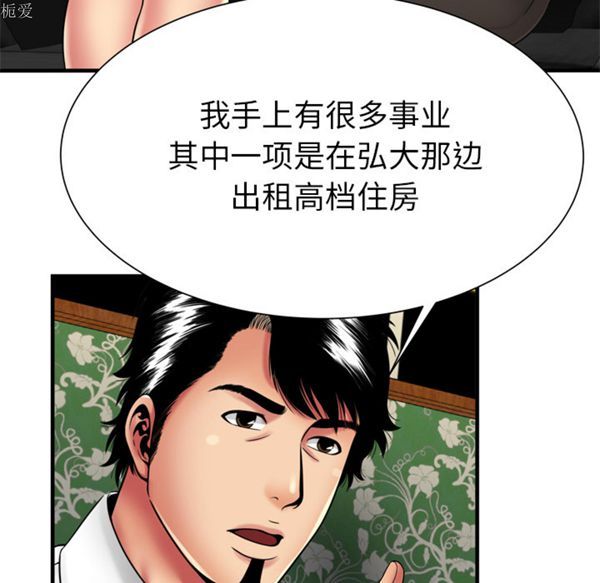 栀爱
我手上有很多事业
其中一项是在弘大那边
出租高档住房